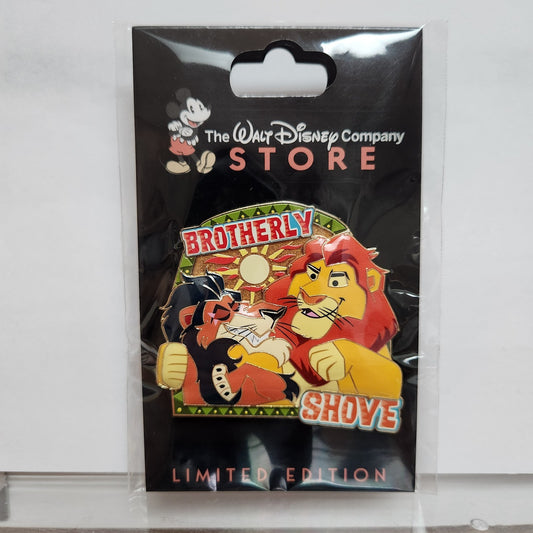 The WALT DISNEY Company
STORE
BROTHERLY
SHOVE
LIMITED EDITION